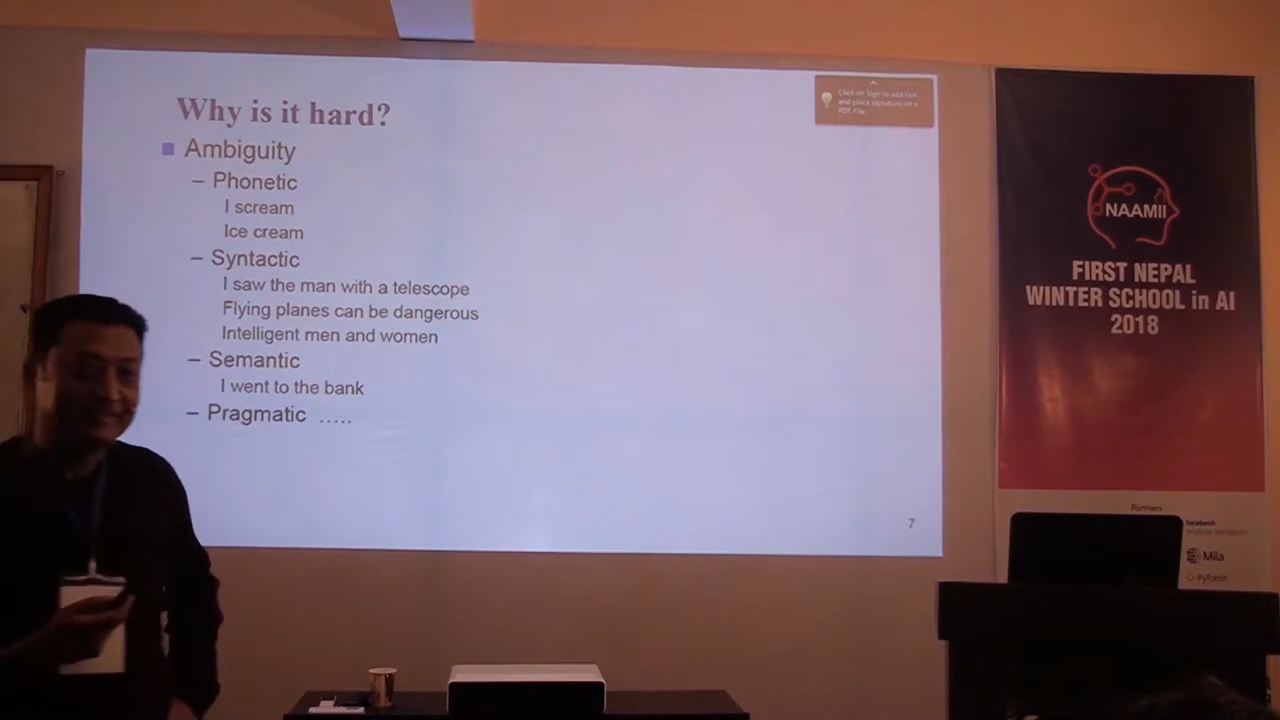 Why is it hard?
Ambiguity
– Phonetic
I scream
Ice cream
– Syntactic
I saw the man with a telescope
Flying planes can be dangerous
Intelligent men and women
– Semantic
I went to the bank
– Pragmatic .....
7
Click on Sign to add text
and place signature on a
PDF File.
NAAMII
FIRST NEPAL
WINTER SCHOOL in AI
2018
Partners
facebook
Mila
PyTorch